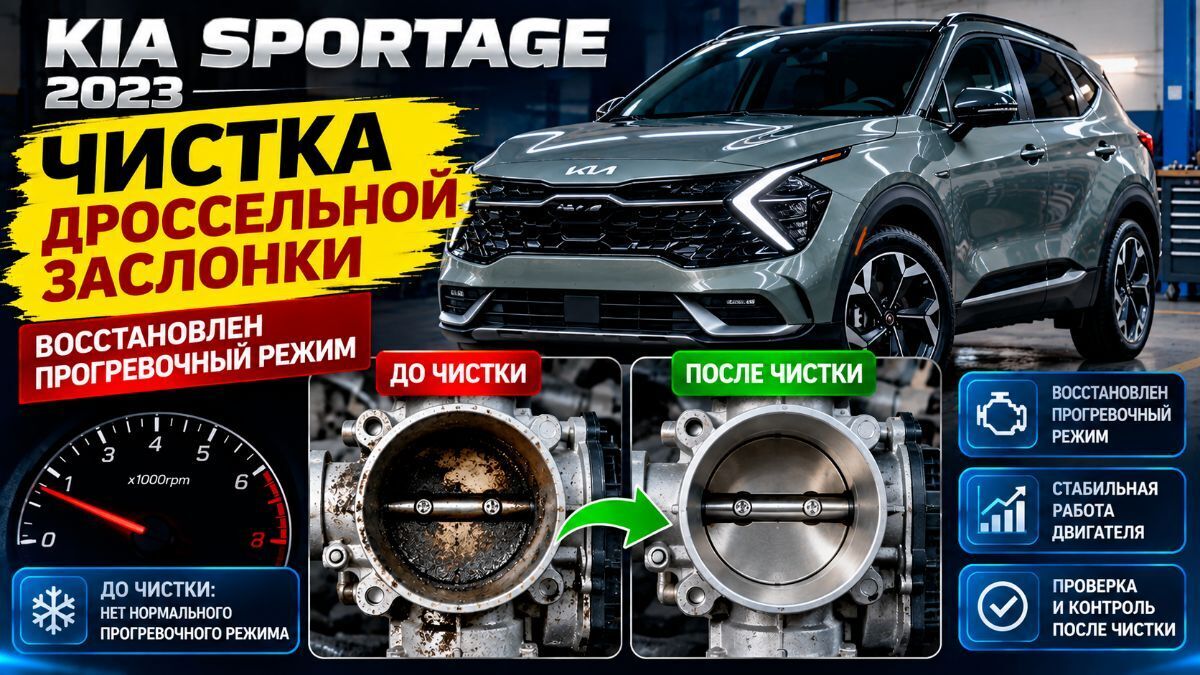 KIA SPORTAGE
2023
ЧИСТКА
ДРОССЕЛЬНОЙ
ЗАСЛОНКИ
ВОССТАНОВЛЕН
ПРОГРЕВОЧНЫЙ РЕЖИМ
KIA
ДО ЧИСТКИ
ПОСЛЕ ЧИСТКИ
0
1
3
4
5
6
8
x1000rpm
ДО ЧИСТКИ:
НЕТ НОРМАЛЬНОГО
ПРОГРЕВОЧНОГО РЕЖИМА
ВОССТАНОВЛЕН
ПРОГРЕВОЧНЫЙ
РЕЖИМ
СТАБИЛЬНАЯ
РАБОТА
ДВИГАТЕЛЯ
ПРОВЕРКА
И КОНТРОЛЬ
ПОСЛЕ ЧИСТКИ